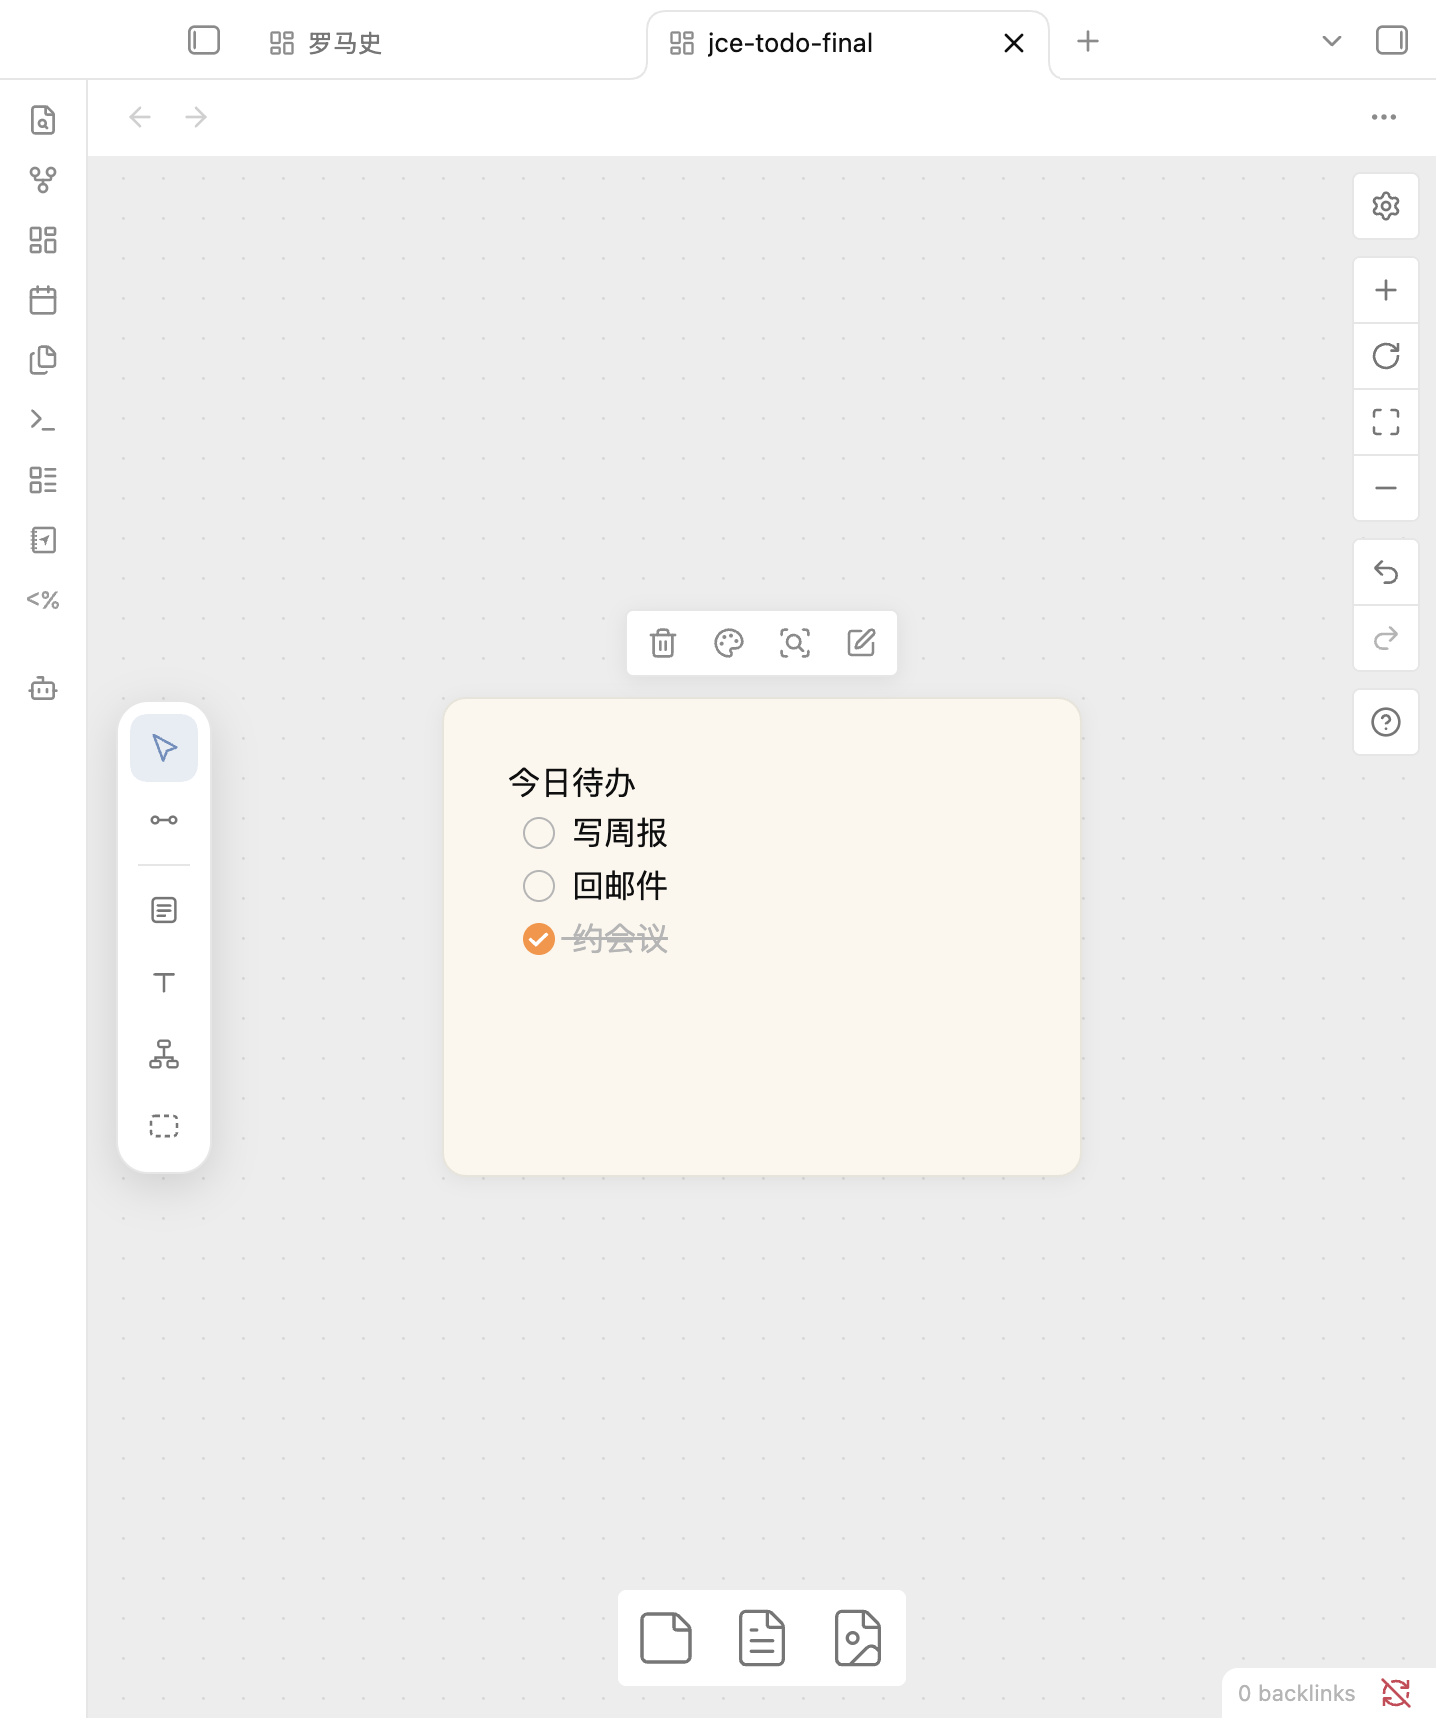 罗马史
jce-todo-final
<%
今日待办
写周报
回邮件
约会议
0 backlinks